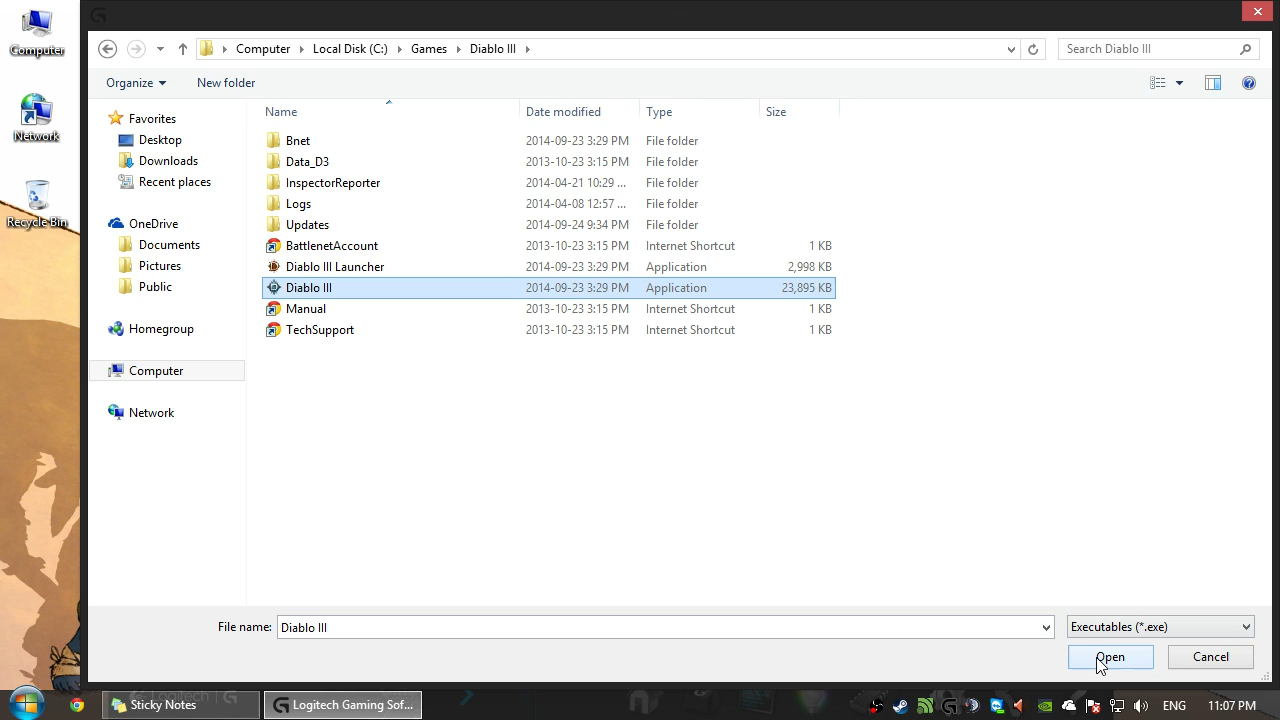 Computer
Network
Recycle Bin
Computer Local Disk (C:) Games Diablo III
Search Diablo III
Organize New folder
Name Date modified Type Size
Favorites
Desktop
Downloads
Recent places
OneDrive
Documents
Pictures
Public
Homegroup
Computer
Network
Bnet 2014-09-23 3:29 PM File folder
Data_D3 2013-10-23 3:15 PM File folder
InspectorReporter 2014-04-21 10:29 ... File folder
Logs 2014-04-08 12:57 ... File folder
Updates 2014-09-24 9:34 PM File folder
BattlenetAccount 2013-10-23 3:15 PM Internet Shortcut 1 KB
Diablo III Launcher 2014-09-23 3:29 PM Application 2,998 KB
Diablo III 2014-09-23 3:29 PM Application 23,895 KB
Manual 2013-10-23 3:15 PM Internet Shortcut 1 KB
TechSupport 2013-10-23 3:15 PM Internet Shortcut 1 KB
File name: Diablo III Executables (*.exe)
Open Cancel
Sticky Notes
Logitech Gaming Sof...
ENG 11:07 PM